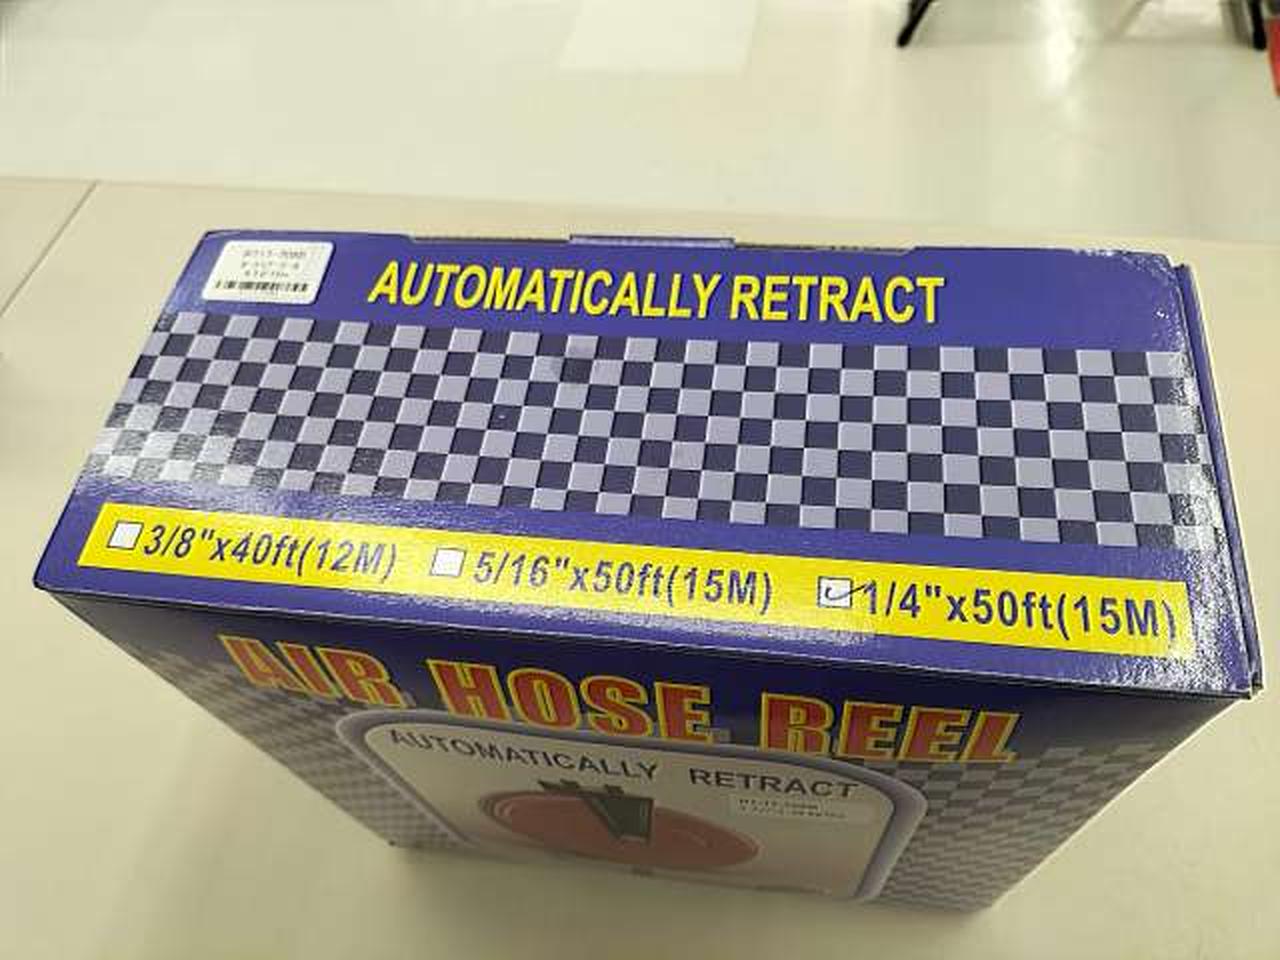 AUTOMATICALLY RETRACT
3/8"x40ft(12M) 5/16"x50ft(15M) 1/4"x50ft(15M)
AIR HOSE REEL
AUTOMATICALLY RETRACT